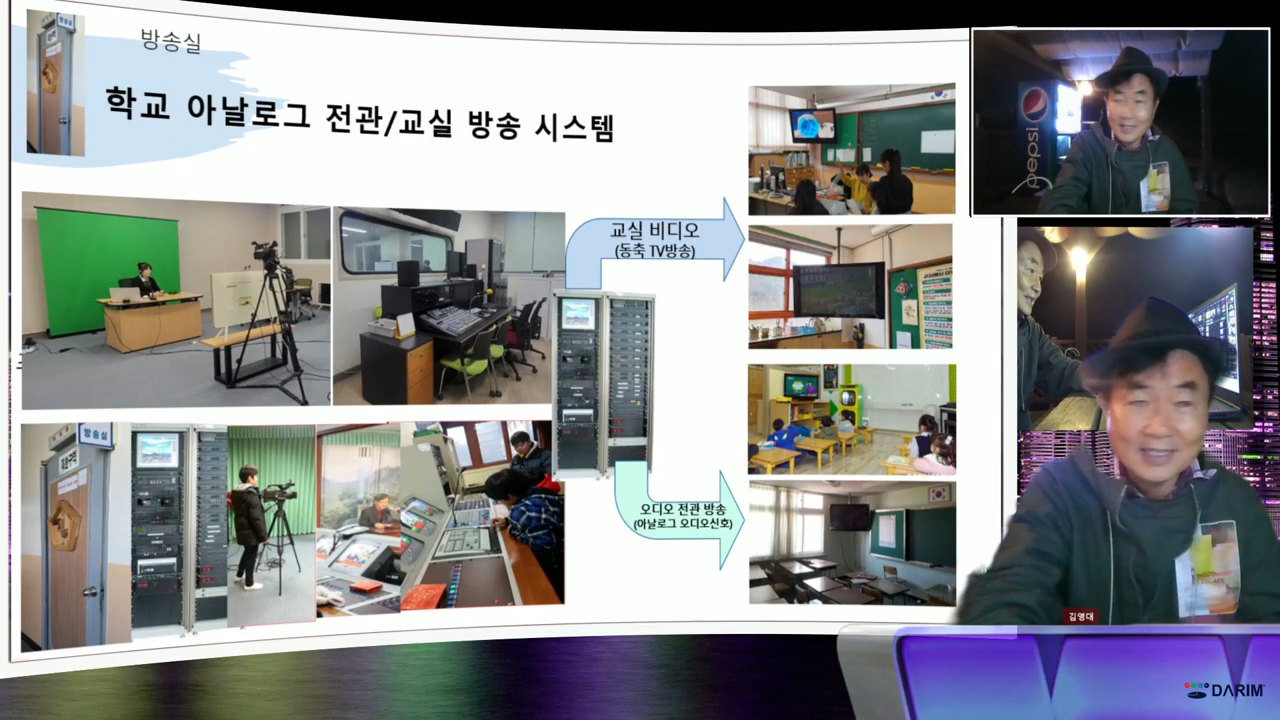 방송실
학교 아날로그 전관/교실 방송 시스템
교실 비디오
(동축 TV방송)
오디오 전관 방송
(아날로그 오디오신호)
방송실
pepsi
김영대
DARIM